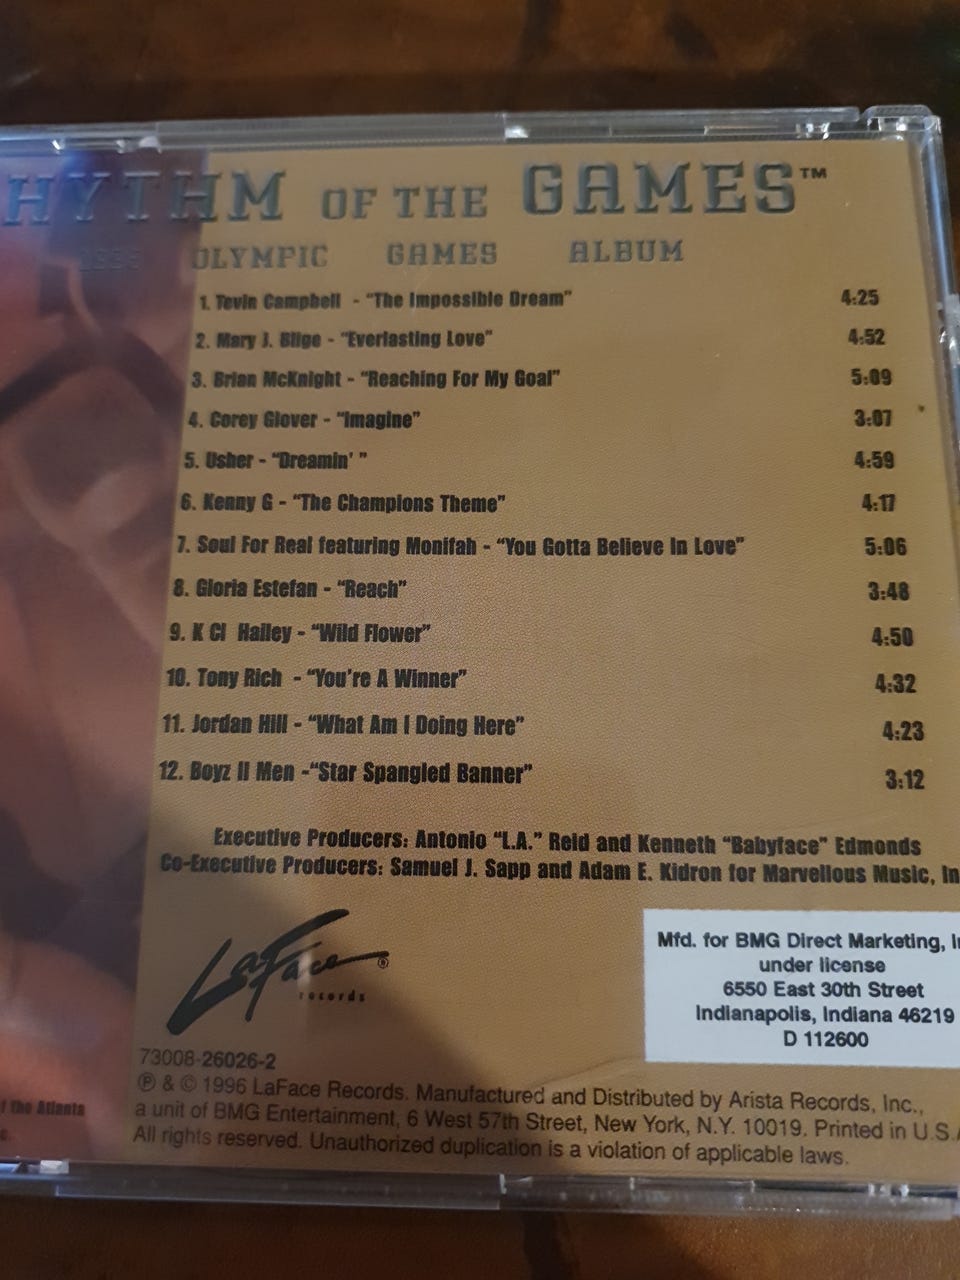 HYTHM OF THE GAMES™
1996 OLYMPIC GAMES ALBUM
1. Tevin Campbell - “The Impossible Dream” 4:25
2. Mary J. Blige - “Everlasting Love” 4:52
3. Brian McKnight - “Reaching For My Goal” 5:09
4. Corey Glover - “Imagine” 3:07
5. Usher - “Dreamin’ ” 4:59
6. Kenny G - “The Champions Theme” 4:17
7. Soul For Real featuring Monifah - “You Gotta Believe In Love” 5:06
8. Gloria Estefan - “Reach” 3:48
9. K Ci Hailey - “Wild Flower” 4:50
10. Tony Rich - “You’re A Winner” 4:32
11. Jordan Hill - “What Am I Doing Here” 4:23
12. Boyz II Men -“Star Spangled Banner” 3:12
Executive Producers: Antonio “L.A.” Reid and Kenneth “Babyface” Edmonds
Co-Executive Producers: Samuel J. Sapp and Adam E. Kidron for Marvellous Music, In
LaFace®
records
Mfd. for BMG Direct Marketing, In
under license
6550 East 30th Street
Indianapolis, Indiana 46219
D 112600
73008-26026-2
℗ & © 1996 LaFace Records. Manufactured and Distributed by Arista Records, Inc.,
a unit of BMG Entertainment, 6 West 57th Street, New York, N.Y. 10019. Printed in U.S.A
All rights reserved. Unauthorized duplication is a violation of applicable laws.
f the Atlanta
c.